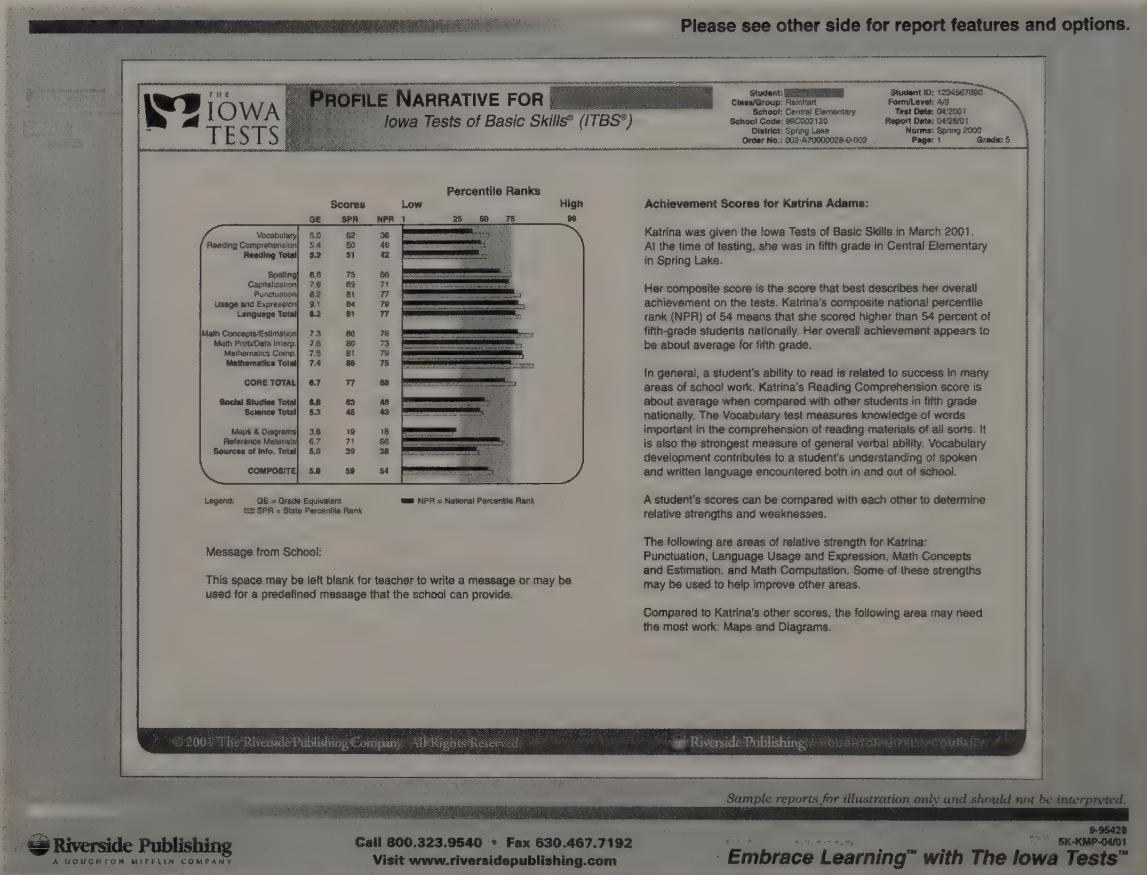 Please see other side for report features and options.
THE
IOWA
TESTS
PROFILE NARRATIVE FOR
Iowa Tests of Basic Skills® (ITBS®)
Student:
Class/Group: Rainhart
School: Central Elementary
School Code: 99C002120
District: Spring Lake
Order No.: 002-A70000028-0-002
Student ID: 1234567890
Form/Level: A/9
Test Date: 04/2001
Report Date: 04/26/01
Norms: Spring 2000
Page: 1 Grade: 5
Percentile Ranks
Scores Low High
GE SPR NPR 1 25 50 75 99
Vocabulary 5.0 52 36
Reading Comprehension 5.4 50 46
Reading Total 5.2 51 42
Spelling 75
Capitalization 69 71
Punctuation 8.2 81 77
Usage and Expression 9.1 84 79
Language Total 8.2 81 77
Math Concepts/Estimation 7.3 86 78
Math Prob/Data Interp. 7.6 80 73
Mathematics Comp. 7.5 81 79
Mathematics Total 7.4 86 75
CORE TOTAL 6.7 77
Social Studies Total
Science Total 5.3 45 43
Maps & Diagrams 19 18
Reference Materials 6.7 71
Sources of Info. Total 5.0 39 38
COMPOSITE 5.9 59 54
Legend: GE = Grade Equivalent NPR = National Percentile Rank
SPR = State Percentile Rank
Message from School:
This space may be left blank for teacher to write a message or may be
used for a predefined message that the school can provide.
Achievement Scores for Katrina Adams:
Katrina was given the Iowa Tests of Basic Skills in March 2001.
At the time of testing, she was in fifth grade in Central Elementary
in Spring Lake.
Her composite score is the score that best describes her overall
achievement on the tests. Katrina's composite national percentile
rank (NPR) of 54 means that she scored higher than 54 percent of
fifth-grade students nationally. Her overall achievement appears to
be about average for fifth grade.
In general, a student's ability to read is related to success in many
areas of school work. Katrina's Reading Comprehension score is
about average when compared with other students in fifth grade
nationally. The Vocabulary test measures knowledge of words
important in the comprehension of reading materials of all sorts. It
is also the strongest measure of general verbal ability. Vocabulary
development contributes to a student's understanding of spoken
and written language encountered both in and out of school.
A student's scores can be compared with each other to determine
relative strengths and weaknesses.
The following are areas of relative strength for Katrina:
Punctuation, Language Usage and Expression, Math Concepts
and Estimation. and Math Computation. Some of these strengths
may be used to help improve other areas.
Compared to Katrina's other scores, the following area may need
the most work: Maps and Diagrams.
© 2001 The Riverside Publishing Company. All Rights Reserved.
Riverside Publishing A HOUGHTON MIFFLIN COMPANY
Sample reports for illustration only and should not be interpreted.
Riverside Publishing
A HOUGHTON MIFFLIN COMPANY
Call 800.323.9540 • Fax 630.467.7192
Visit www.riversidepublishing.com
9-95428
5K-KMP-04/01
Embrace Learning™ with The Iowa Tests™